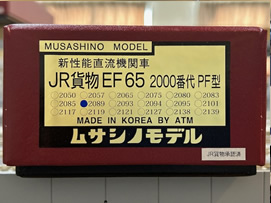 MUSASHINO MODEL
新性能直流機関車
JR貨物 EF65 2000番代 PF型
○2050 ○2057 ○2060 ○2063 ○2074 ○2083
○2085 ●2089 ○2093 ○2094 ○2095 ○2101
○2117 ○2119 ○2121 ○2127 ○2138 ○2139
MADE IN KOREA BY ATM
ムサシノモデル
JR貨物承認済